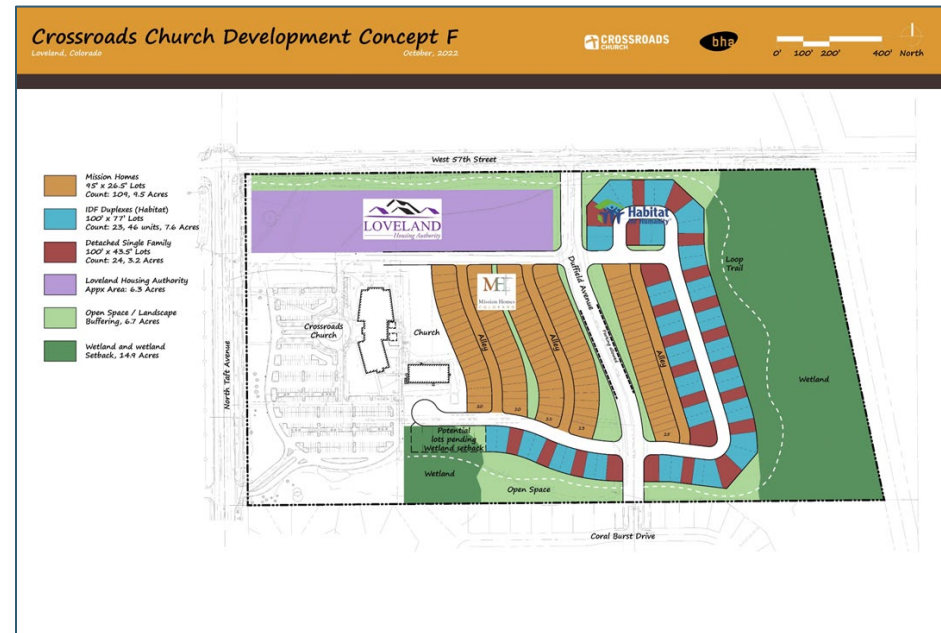 Crossroads Church Development Concept F
Loveland, Colorado
October, 2022
CROSSROADS
CHURCH
bha
0' 100' 200' 400' North
Mission Homes
95' x 26.5' Lots
Count: 109, 9.5 Acres
IDF Duplexes (Habitat)
100' x 77' Lots
Count: 23, 46 units, 7.6 Acres
Detached Single Family
100' x 43.5' Lots
Count: 24, 3.2 Acres
Loveland Housing Authority
Appx Area: 6.3 Acres
Open Space / Landscape
Buffering, 6.7 Acres
Wetland and wetland
Setback, 14.9 Acres
West 57th Street
LOVELAND
Housing Authority
Habitat
for Humanity
Loop
Trail
Duffield Avenue
Mission Homes
COLORADO
Crossroads
Church
Church
Alley
Alley
Alley
North Taft Avenue
Wetland
Potential
lots pending
Wetland setback
Wetland
Open Space
Coral Burst Drive